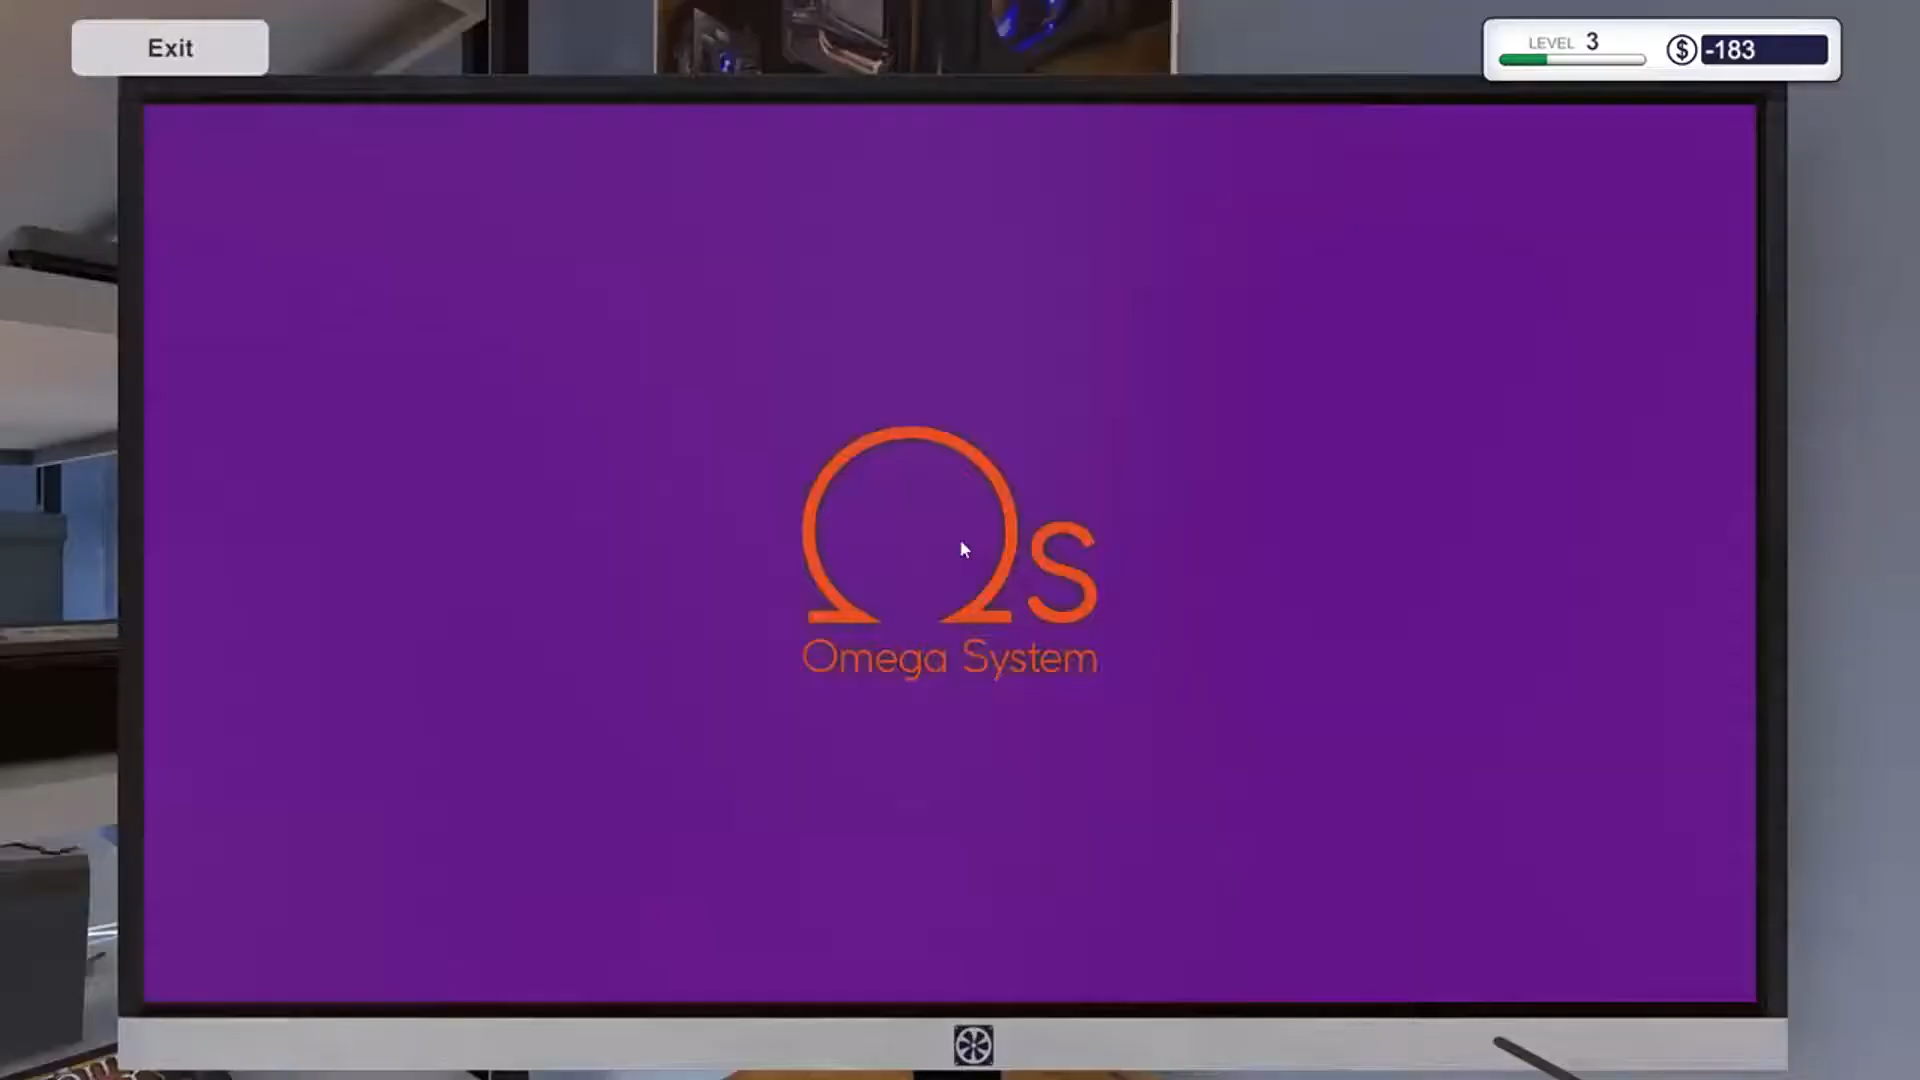 Exit
LEVEL 3
$ -183
Ωs
Omega System